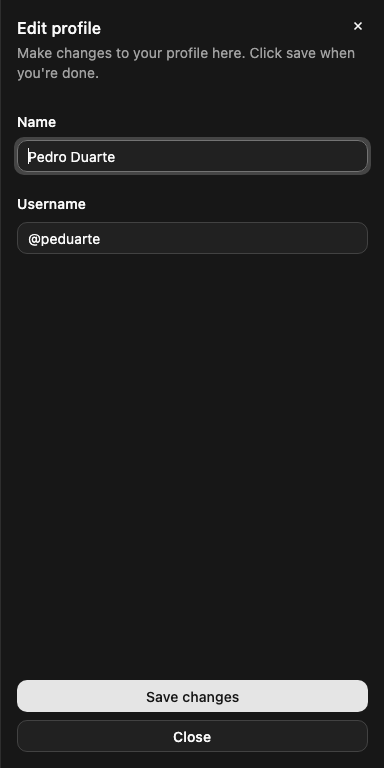 Edit profile
Make changes to your profile here. Click save when
you're done.
Name
Pedro Duarte
Username
@peduarte
Save changes
Close